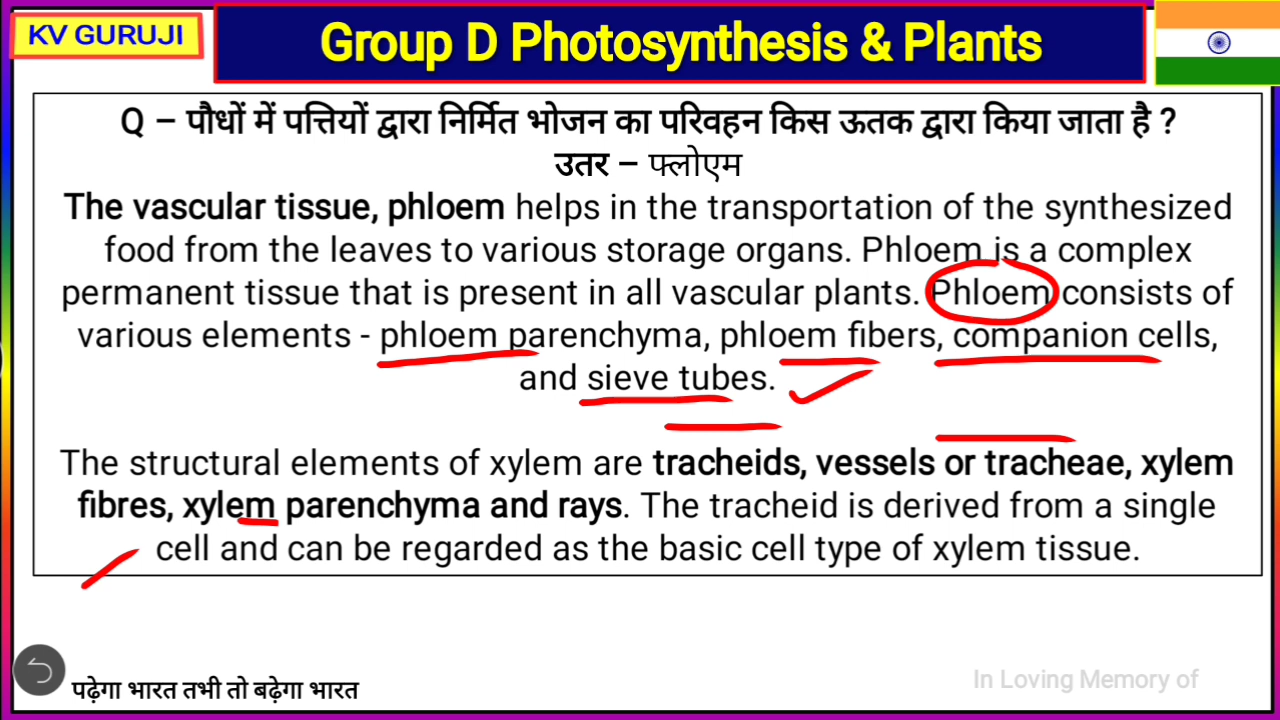 KV GURUJI
Group D Photosynthesis & Plants
Q – पौधों में पत्तियों द्वारा निर्मित भोजन का परिवहन किस ऊतक द्वारा किया जाता है ?
उतर – फ्लोएम
The vascular tissue, phloem helps in the transportation of the synthesized
food from the leaves to various storage organs. Phloem is a complex
permanent tissue that is present in all vascular plants. Phloem consists of
various elements - phloem parenchyma, phloem fibers, companion cells,
and sieve tubes.
The structural elements of xylem are tracheids, vessels or tracheae, xylem
fibres, xylem parenchyma and rays. The tracheid is derived from a single
cell and can be regarded as the basic cell type of xylem tissue.
पढ़ेगा भारत तभी तो बढ़ेगा भारत
In Loving Memory of